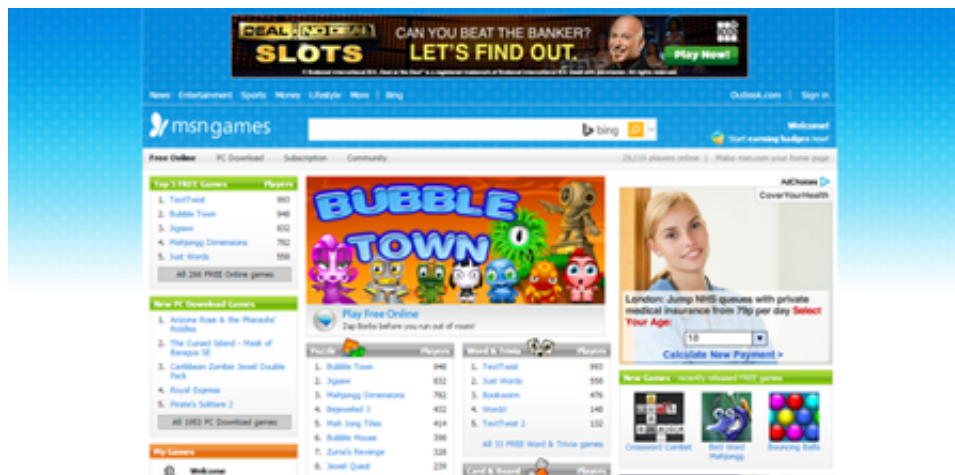 DEAL OR NO DEAL
SLOTS
CAN YOU BEAT THE BANKER?
LET'S FIND OUT.
Play Now!
News Entertainment Sports Money Lifestyle More | Bing
Outlook.com | Sign in
msn games
bing
Welcome!
Start earning badges now!
Free Online PC Download Subscription Community
players online | Make msn.com your home page
Top 5 FREE Games Players
1. TextTwist 993
2. Bubble Town 948
3. Jigsaw 832
4. Mahjongg Dimensions 782
5. Just Words 558
All 266 FREE Online games
New PC Download Games
1. Arizona Rose & the Pharaohs' Riddles
2. The Cursed Island - Mask of Baragus SE
3. Caribbean Zombie Jewel Double Pack
4. Royal Express
5. Pirate's Solitaire 2
All 1953 PC Download games
My Games
Welcome
BUBBLE
TOWN
Play Free Online
Zap Borbs before you run out of room!
Puzzle Players
1. Bubble Town 948
2. Jigsaw 832
3. Mahjongg Dimensions 782
4. Bejeweled 3 432
5. Mah Jong Tiles 414
6. Bubble Mouse 398
7. Zuma's Revenge 328
8. Jewel Quest 239
Word & Trivia Players
1. TextTwist 993
2. Just Words 558
3. Bookworm 476
4. Wordz! 148
5. TextTwist 2 132
All 33 FREE Word & Trivia games
Card & Board Players
AdChoices
CoverYourHealth
London: Jump NHS queues with private
medical insurance from 79p per day Select
Your Age:
18
Calculate New Payment >
New Games recently released FREE games
Crossword Combat
Bird Word Mahjongg
Bouncing Balls